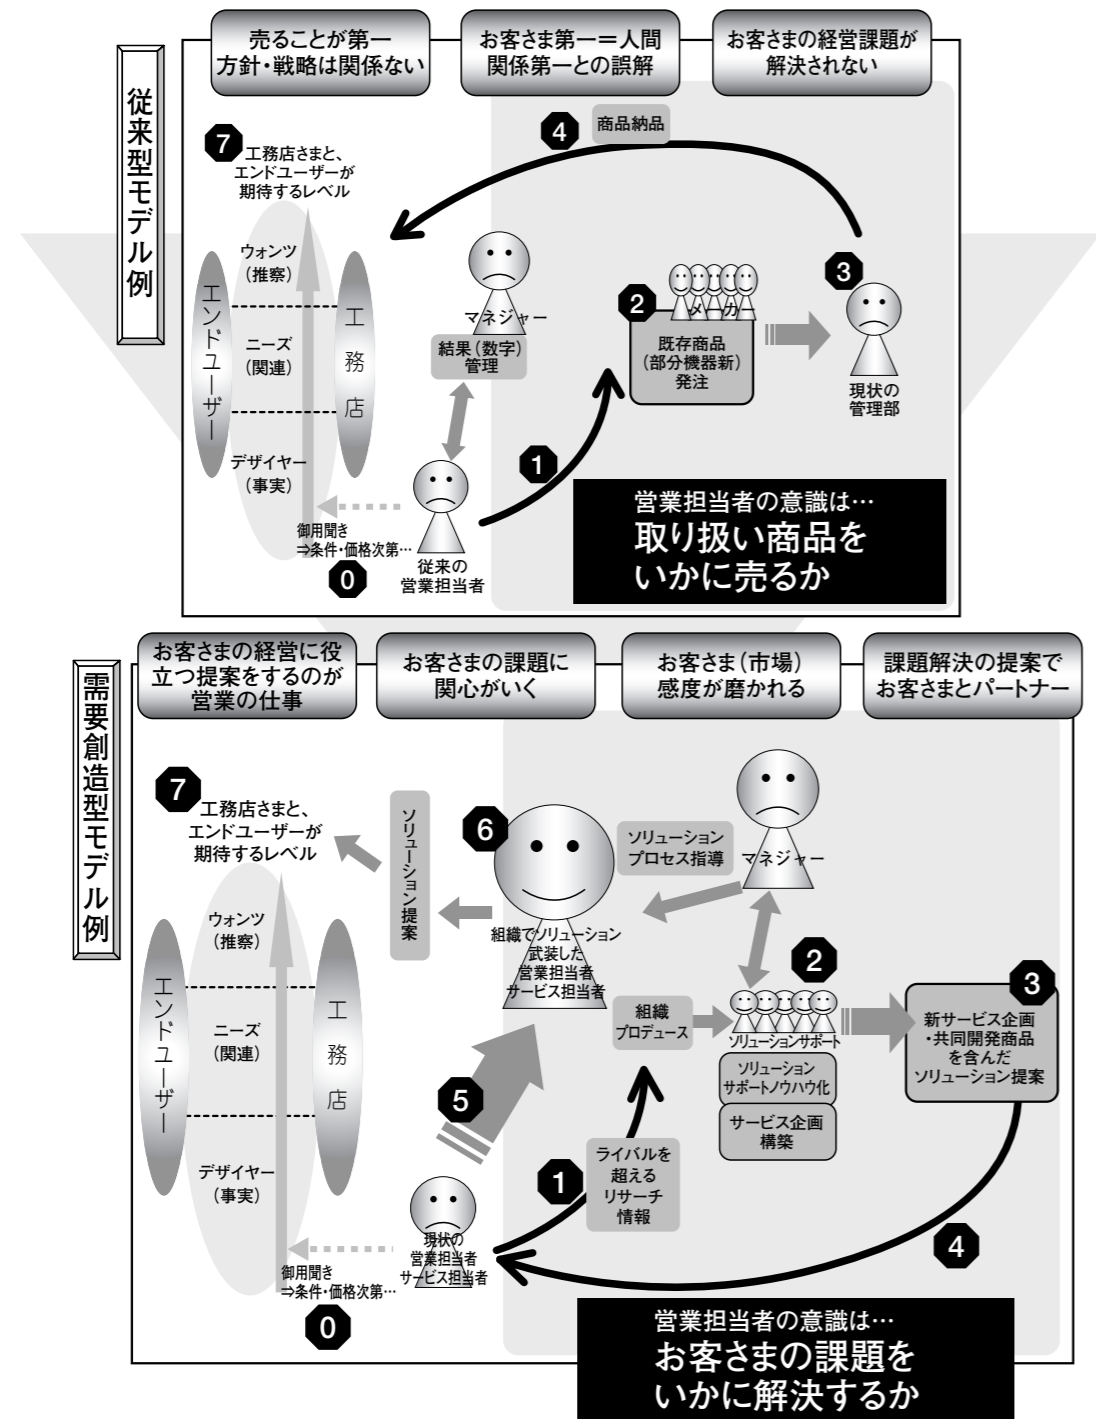 従来型モデル例
売ることが第一
方針・戦略は関係ない
お客さま第一＝人間
関係第一との誤解
お客さまの経営課題が
解決されない
7
工務店さまと、
エンドユーザーが
期待するレベル
ウォンツ
（推察）
ニーズ
（関連）
デザイヤー
（事実）
エンドユーザー
工務店
御用聞き
⇒条件・価格次第…
0
マネジャー
結果（数字）
管理
従来の
営業担当者
1
2
メーカー
既存商品
（部分機器新）
発注
3
現状の
管理部
4
商品納品
営業担当者の意識は…
取り扱い商品を
いかに売るか
需要創造型モデル例
お客さまの経営に役
立つ提案をするのが
営業の仕事
お客さまの課題に
関心がいく
お客さま（市場）
感度が磨かれる
課題解決の提案で
お客さまとパートナー
7
工務店さまと、
エンドユーザーが
期待するレベル
ウォンツ
（推察）
ニーズ
（関連）
デザイヤー
（事実）
エンドユーザー
工務店
御用聞き
⇒条件・価格次第…
0
ソリューション提案
6
組織でソリューション
武装した
営業担当者
サービス担当者
ソリューション
プロセス指導
マネジャー
組織
プロデュース
2
ソリューションサポート
ソリューション
サポートノウハウ化
サービス企画
構築
3
新サービス企画
・共同開発商品
を含んだ
ソリューション提案
5
現状の
営業担当者
サービス担当者
1
ライバルを
超える
リサーチ
情報
4
営業担当者の意識は…
お客さまの課題を
いかに解決するか